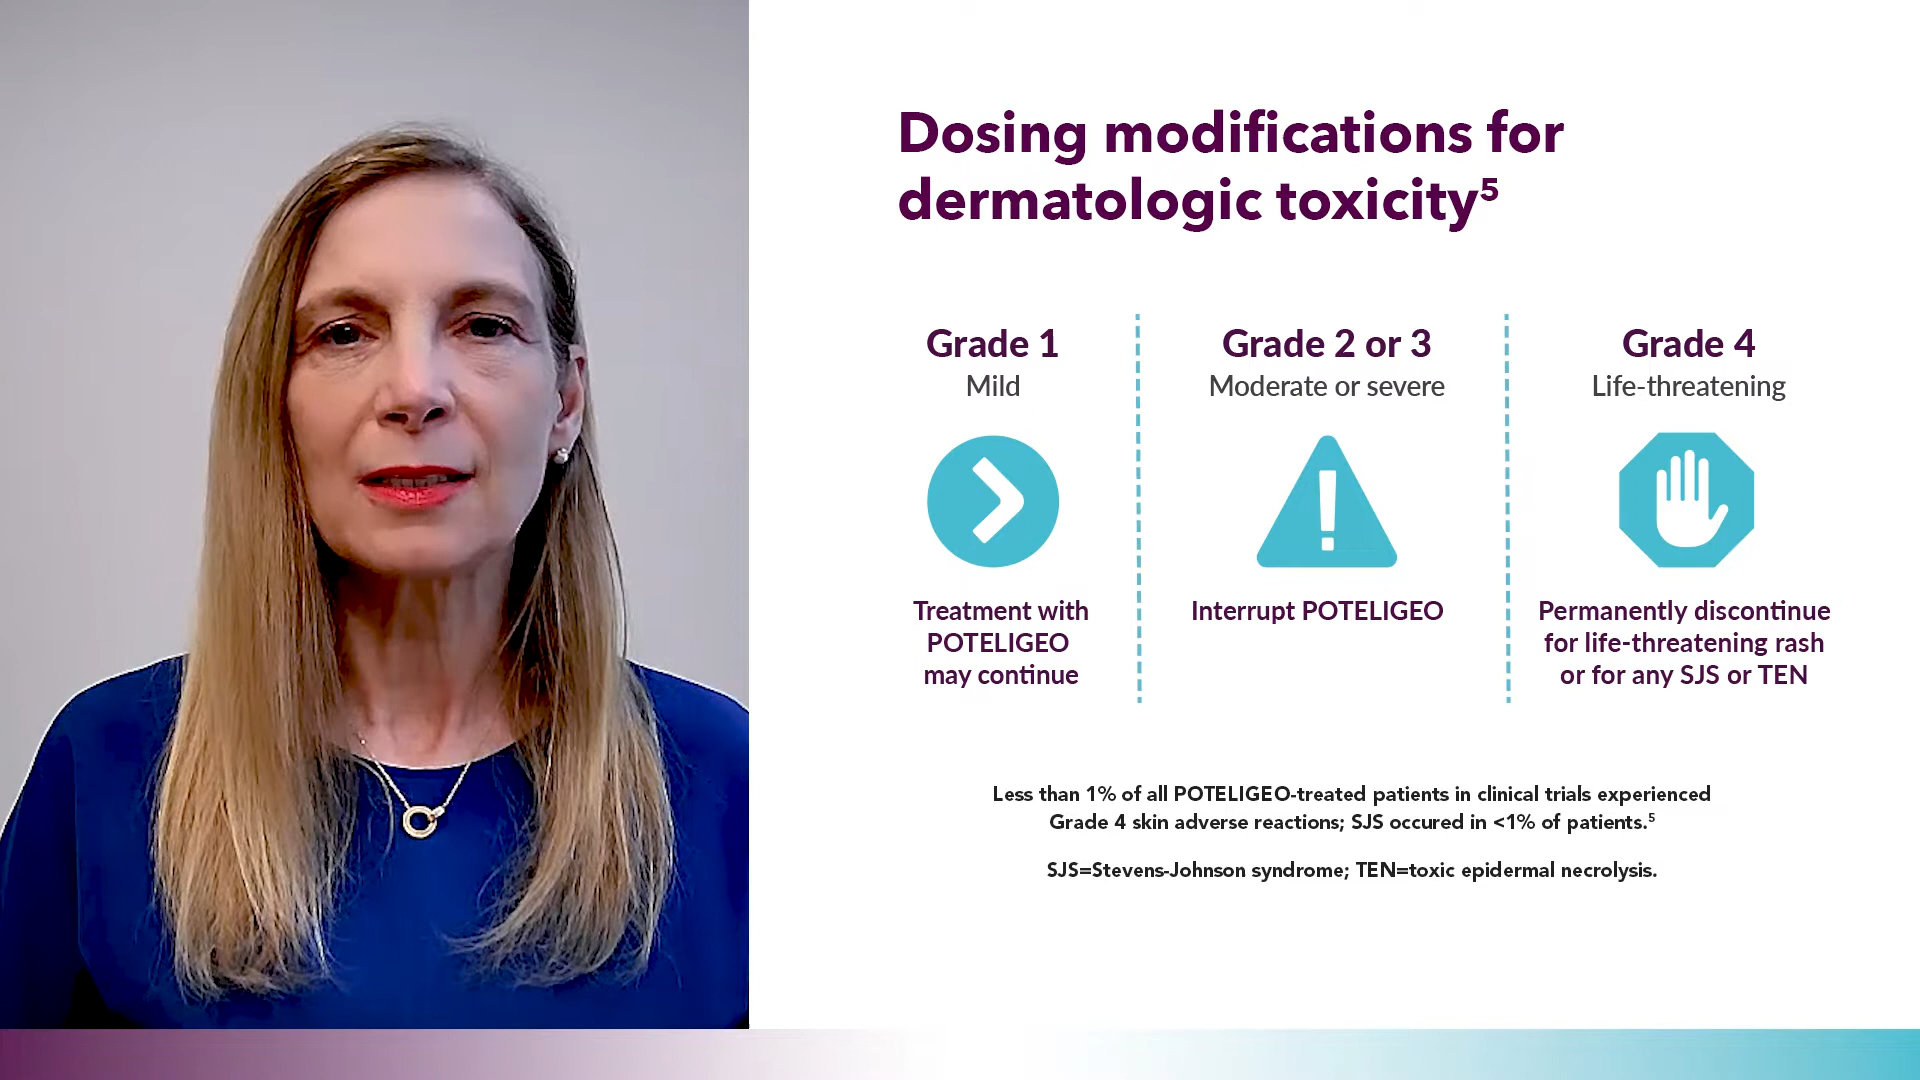 Dosing modifications for
dermatologic toxicity⁵
Grade 1
Mild
Treatment with
POTELIGEO
may continue
Grade 2 or 3
Moderate or severe
Interrupt POTELIGEO
Grade 4
Life-threatening
Permanently discontinue
for life-threatening rash
or for any SJS or TEN
Less than 1% of all POTELIGEO-treated patients in clinical trials experienced
Grade 4 skin adverse reactions; SJS occured in <1% of patients.⁵
SJS=Stevens-Johnson syndrome; TEN=toxic epidermal necrolysis.